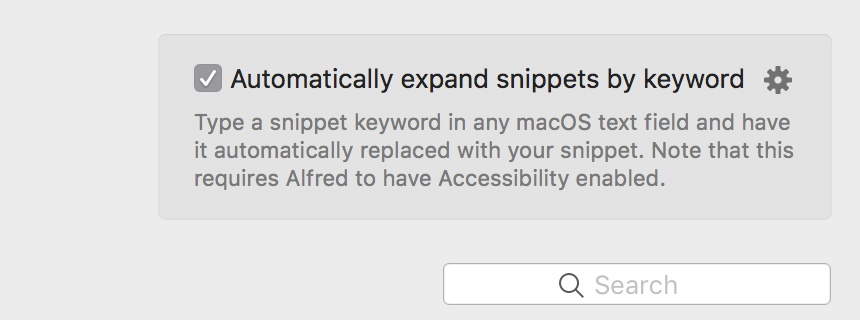 Automatically expand snippets by keyword
Type a snippet keyword in any macOS text field and have
it automatically replaced with your snippet. Note that this
requires Alfred to have Accessibility enabled.
Search